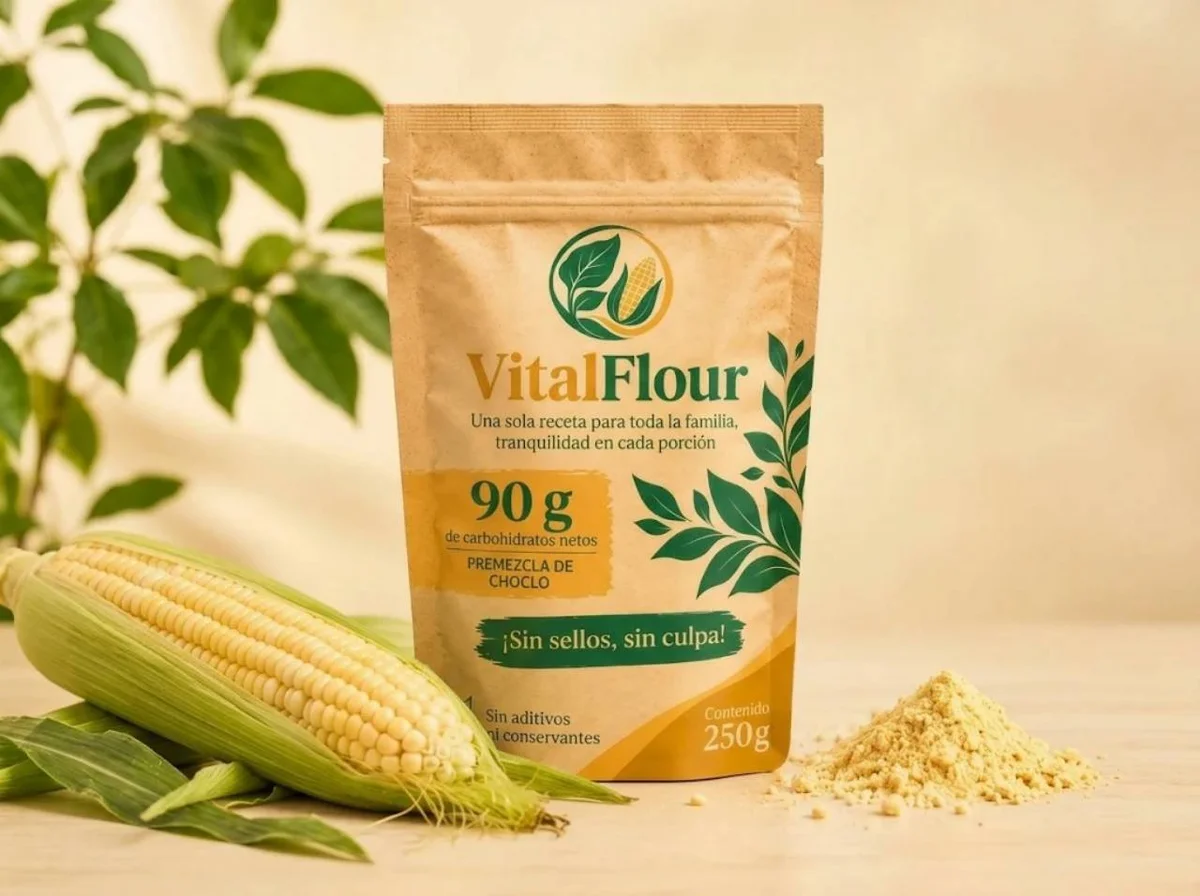 VitalFlour
Una sola receta para toda la familia,
tranquilidad en cada porción
90 g
de carbohidratos netos
PREMEZCLA DE
CHOCLO
¡Sin sellos, sin culpa!
Sin aditivos
ni conservantes
Contenido
250g